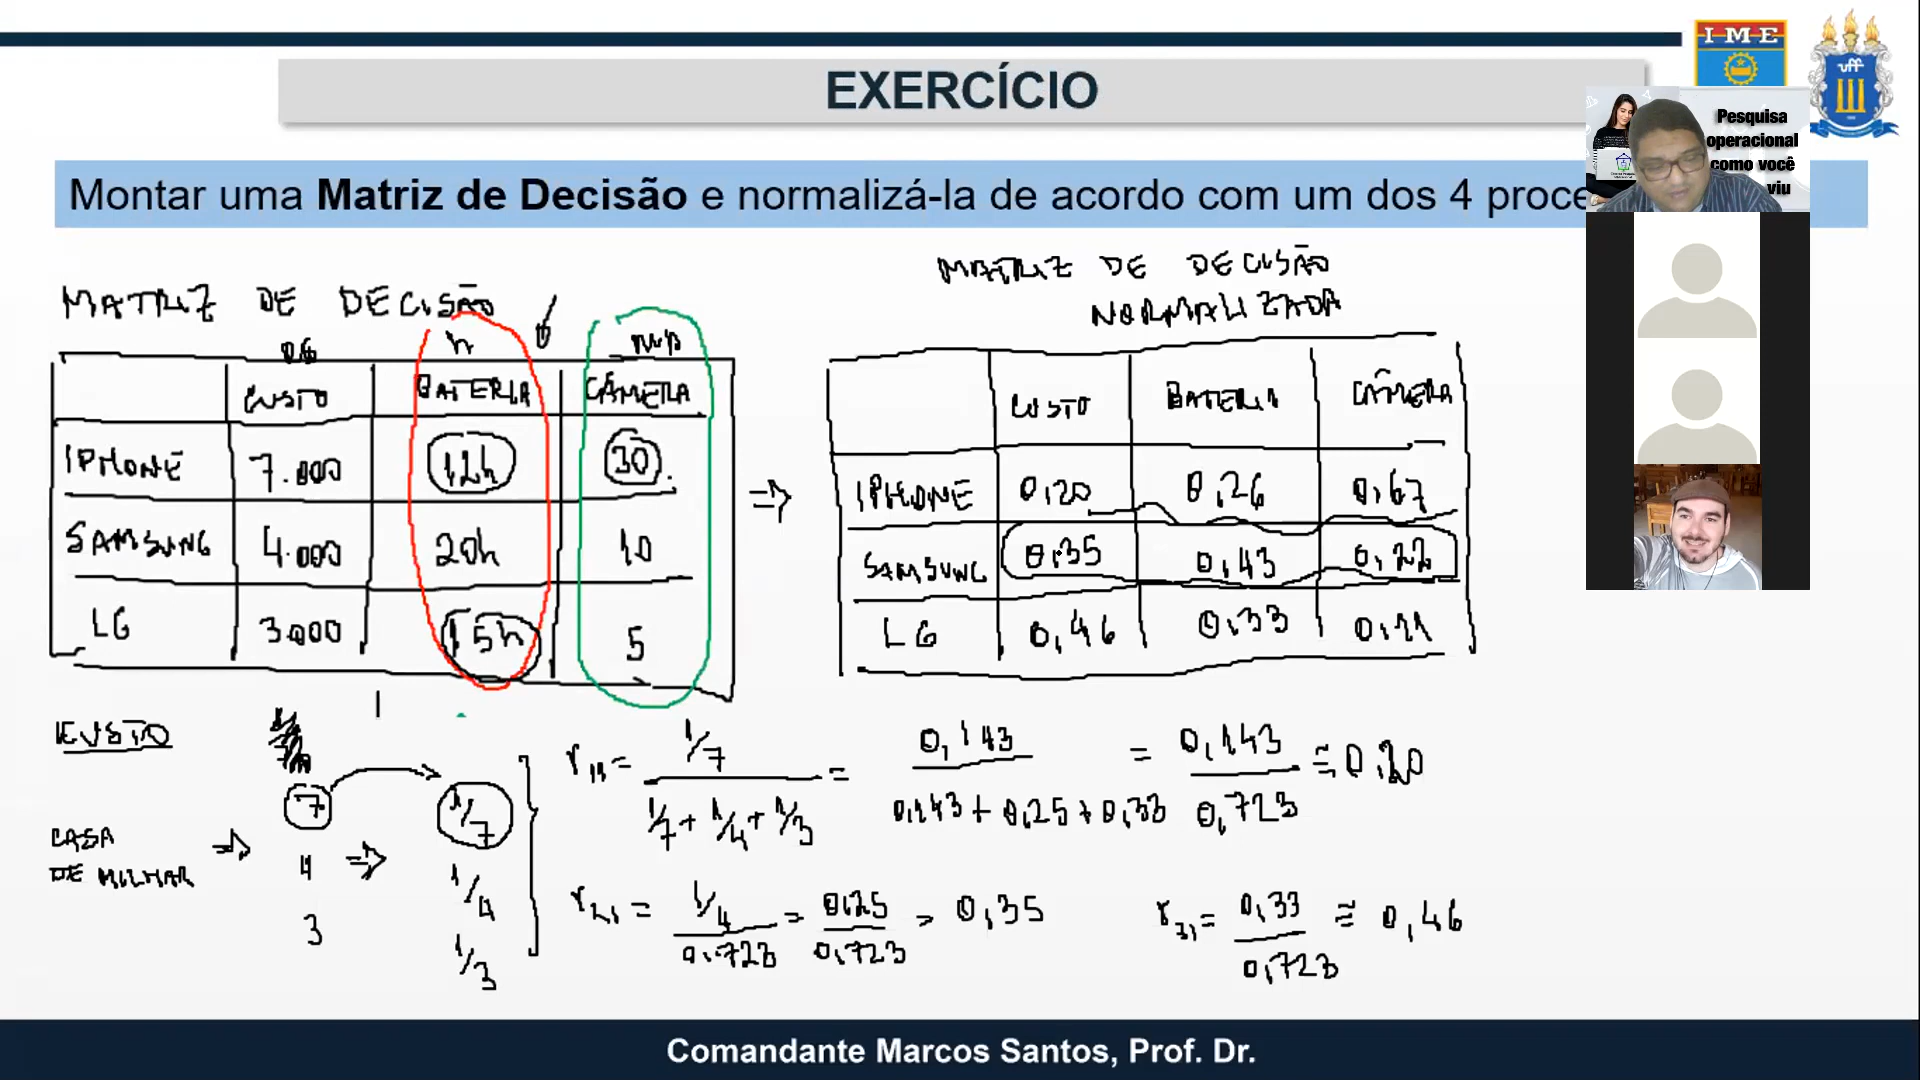 EXERCÍCIO
I M E
uff
Pesquisa
operacional
como você
viu
Montar uma Matriz de Decisão e normalizá-la de acordo com um dos 4 proce
MATRIZ DE DECISÃO
R$ h mp
CUSTO BATERIA CÂMERA
IPHONE 7.000 12h 30
SAMSUNG 4.000 20h 10
LG 3.000 15h 5
MATRIZ DE DECISÃO
NORMALIZADA
CUSTO BATERIA CÂMERA
IPHONE 0,20 0,26 0,67
SAMSUNG 0,35 0,43 0,22
LG 0,46 0,33 0,11
⇒
CUSTO
CASA
DE MILHAR ⇒
7 1/7
4 ⇒ 1/4
3 1/3
r11 = 1/7 / 1/7 + 1/4 + 1/3 = 0,143 / 0,143 + 0,25 + 0,33 = 0,143 / 0,723 ≅ 0,20
r21 = 1/4 / 0,723 = 0,25 / 0,723 = 0,35
r31 = 0,33 / 0,723 ≅ 0,46
Comandante Marcos Santos, Prof. Dr.